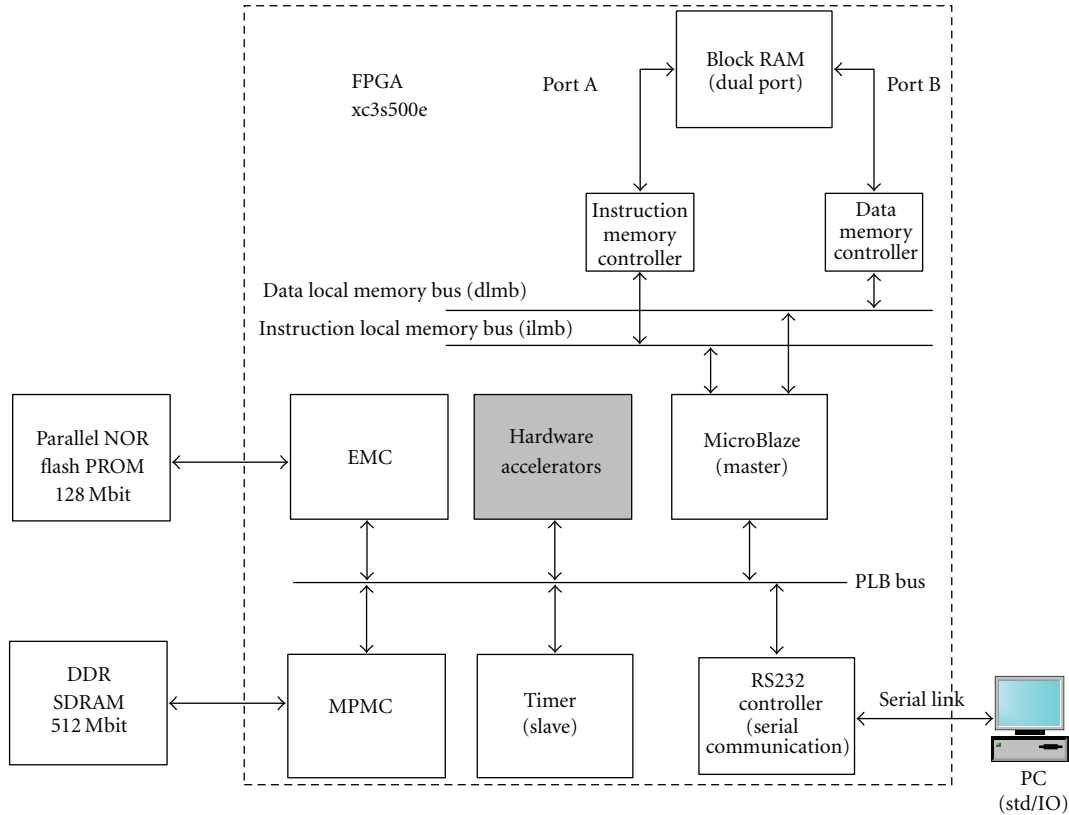 Block RAM
(dual port)
FPGA
xc3s500e
Port A
Port B
Instruction
memory
controller
Data
memory
controller
Data local memory bus (dlmb)
Instruction local memory bus (ilmb)
Parallel NOR
flash PROM
128 Mbit
EMC
Hardware
accelerators
MicroBlaze
(master)
PLB bus
DDR
SDRAM
512 Mbit
MPMC
Timer
(slave)
RS232
controller
(serial
communication)
Serial link
PC
(std/IO)